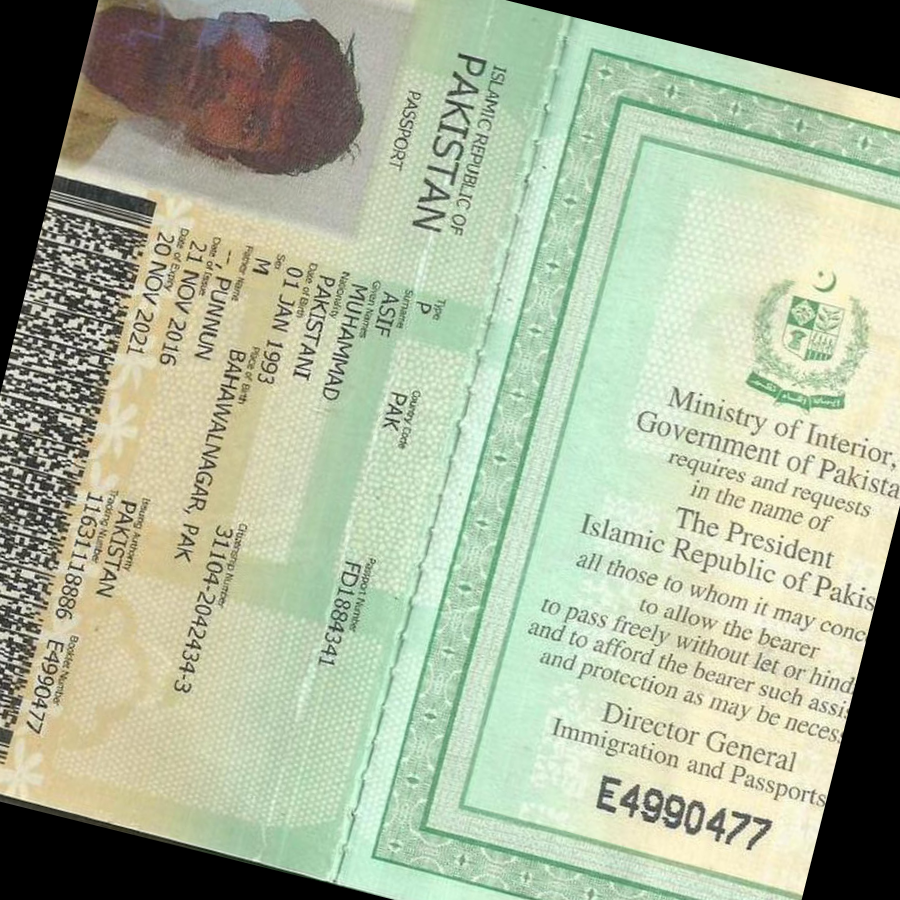 ISLAMIC REPUBLIC OF
PAKISTAN
PASSPORT
Type
P
Country Code
PAK
Passport Number
FD1884341
Surname
ASIF
Given Names
MUHAMMAD
Nationality
PAKISTANI
Date of Birth
01 JAN 1993
Citizenship Number
31104-2042434-3
Sex
M
Place of Birth
BAHAWALNAGAR, PAK
Father Name
--, PUNNUN
Date of Issue
21 NOV 2016
Issuing Authority
PAKISTAN
Date of Expiry
20 NOV 2021
Tracking Number
11631118886
Booklet Number
E4990477
Ministry of Interior,
Government of Pakista
requires and requests
in the name of
The President
Islamic Republic of Pakis
all those to whom it may conc
to allow the bearer
to pass freely without let or hind
and to afford the bearer such assi
and protection as may be neces
Director General
Immigration and Passports
E4990477